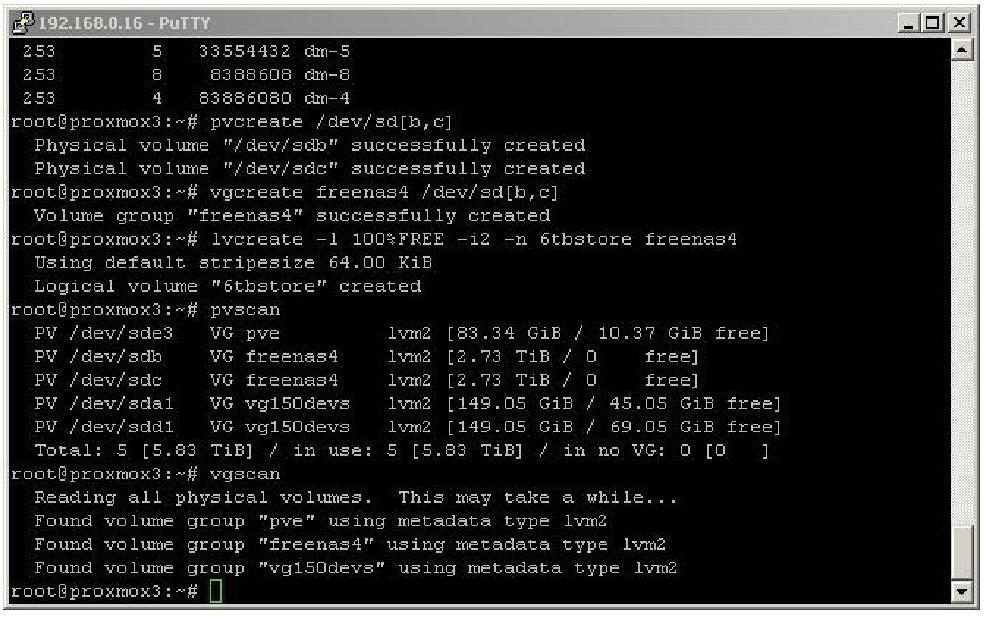 192.168.0.16 - PuTTY
253        5   33554432 dm-5
253        8    8388608 dm-8
253        4   83886080 dm-4
root@proxmox3:~# pvcreate /dev/sd[b,c]
  Physical volume "/dev/sdb" successfully created
  Physical volume "/dev/sdc" successfully created
root@proxmox3:~# vgcreate freenas4 /dev/sd[b,c]
  Volume group "freenas4" successfully created
root@proxmox3:~# lvcreate -l 100%FREE -i2 -n 6tbstore freenas4
  Using default stripesize 64.00 KiB
  Logical volume "6tbstore" created
root@proxmox3:~# pvscan
  PV /dev/sde3   VG pve         lvm2 [83.34 GiB / 10.37 GiB free]
  PV /dev/sdb    VG freenas4    lvm2 [2.73 TiB / 0    free]
  PV /dev/sdc    VG freenas4    lvm2 [2.73 TiB / 0    free]
  PV /dev/sda1   VG vg150devs   lvm2 [149.05 GiB / 45.05 GiB free]
  PV /dev/sdd1   VG vg150devs   lvm2 [149.05 GiB / 69.05 GiB free]
  Total: 5 [5.83 TiB] / in use: 5 [5.83 TiB] / in no VG: 0 [0   ]
root@proxmox3:~# vgscan
  Reading all physical volumes.  This may take a while...
  Found volume group "pve" using metadata type lvm2
  Found volume group "freenas4" using metadata type lvm2
  Found volume group "vg150devs" using metadata type lvm2
root@proxmox3:~#